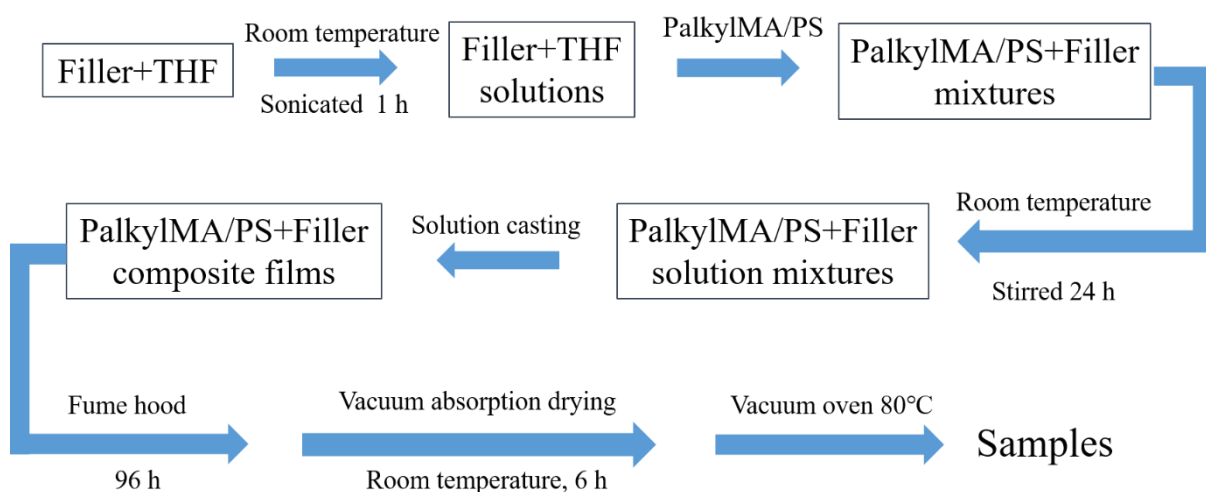 Filler+THF
Room temperature
Sonicated 1 h
Filler+THF
solutions
PalkylMA/PS
PalkylMA/PS+Filler
mixtures
Room temperature
Stirred 24 h
PalkylMA/PS+Filler
solution mixtures
Solution casting
PalkylMA/PS+Filler
composite films
Fume hood
96 h
Vacuum absorption drying
Room temperature, 6 h
Vacuum oven 80°C
Samples